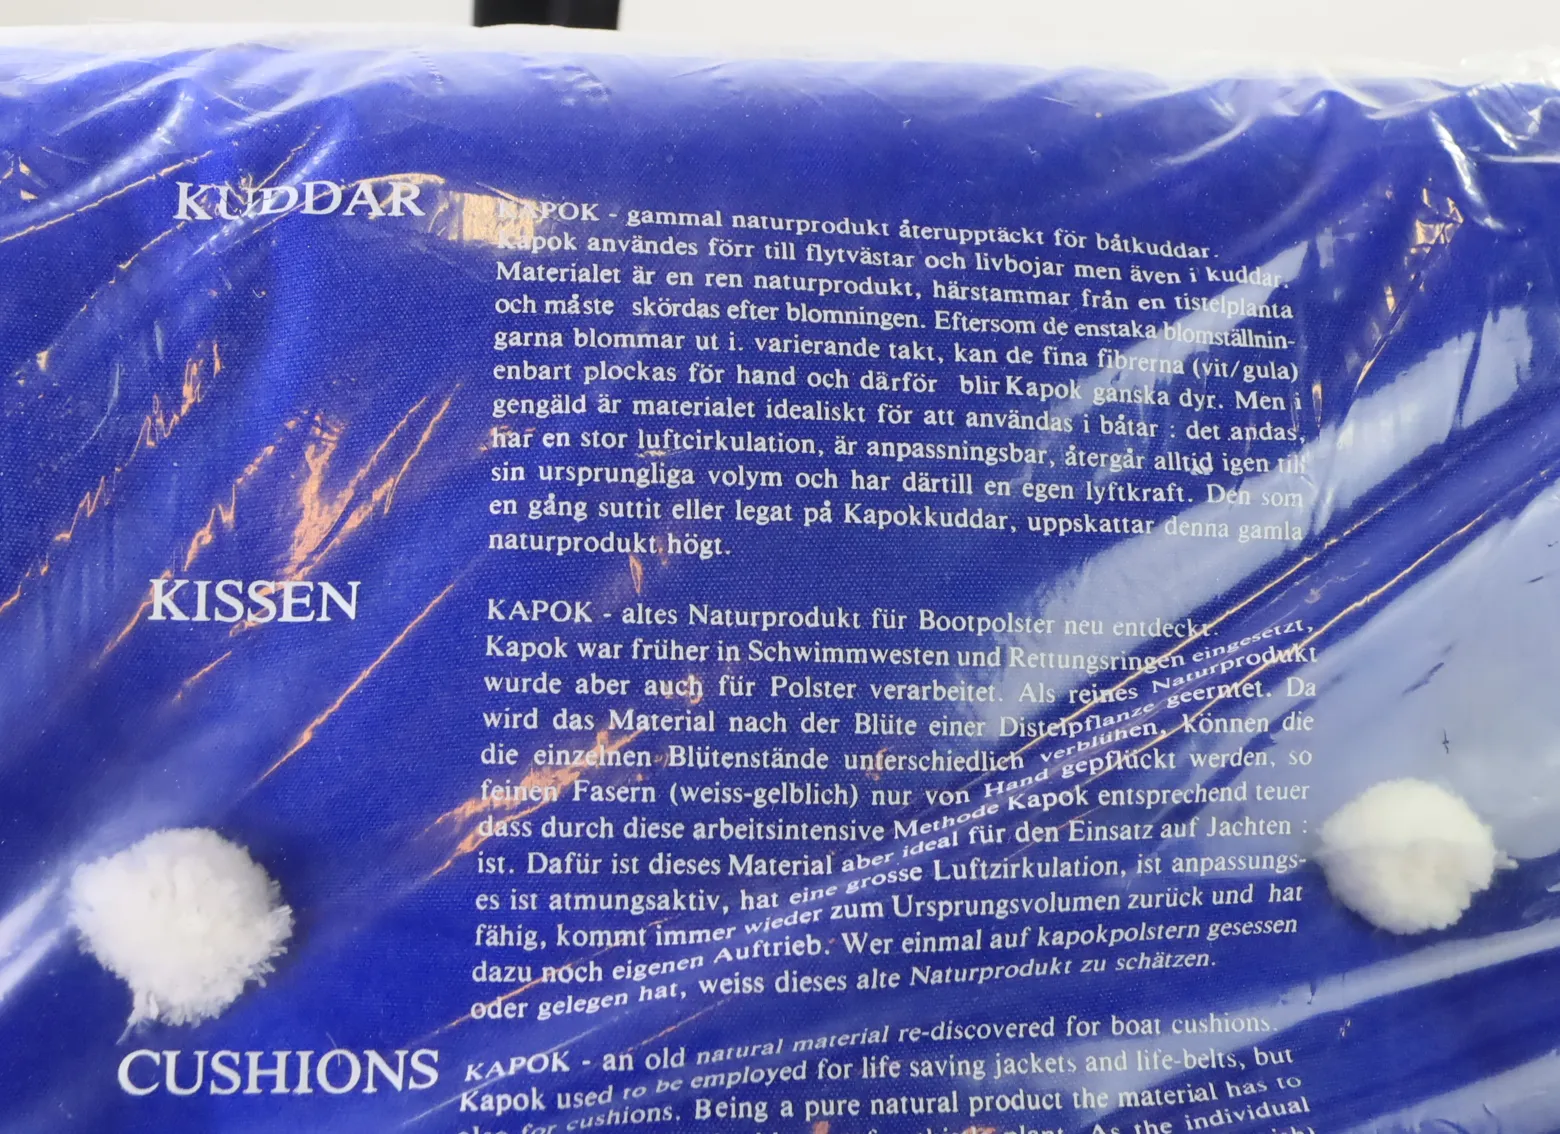 KUDDAR
KAPOK - gammal naturprodukt återupptäckt för båtkuddar.
Kapok användes förr till flytvästar och livbojar men även i kuddar.
Materialet är en ren naturprodukt, härstammar från en tistelplanta
och måste skördas efter blomningen. Eftersom de enstaka blomställnin-
garna blommar ut i. varierande takt, kan de fina fibrerna (vit/gula)
enbart plockas för hand och därför blir Kapok ganska dyr. Men i
gengäld är materialet idealiskt för att användas i båtar : det andas,
har en stor luftcirkulation, är anpassningsbar, återgår alltid igen till
sin ursprungliga volym och har därtill en egen lyftkraft. Den som
en gång suttit eller legat på Kapokkuddar, uppskattar denna gamla
naturprodukt högt.
KISSEN
KAPOK - altes Naturprodukt für Bootpolster neu entdeckt.
Kapok war früher in Schwimmwesten und Rettungsringen eingesetzt,
wurde aber auch für Polster verarbeitet. Als reines Naturprodukt
wird das Material nach der Blüte einer Distelpflanze geerntet. Da
die einzelnen Blütenstände unterschiedlich verblühen, können die
feinen Fasern (weiss-gelblich) nur von Hand gepflückt werden, so
dass durch diese arbeitsintensive Methode Kapok entsprechend teuer
ist. Dafür ist dieses Material aber ideal für den Einsatz auf Jachten :
es ist atmungsaktiv, hat eine grosse Luftzirkulation, ist anpassungs-
fähig, kommt immer wieder zum Ursprungsvolumen zurück und hat
dazu noch eigenen Auftrieb. Wer einmal auf kapokpolstern gesessen
oder gelegen hat, weiss dieses alte Naturprodukt zu schätzen.
CUSHIONS
KAPOK - an old natural material re-discovered for boat cushions.
Kapok used to be employed for life saving jackets and life-belts, but
also for cushions. Being a pure natural product the material has to
As the individual